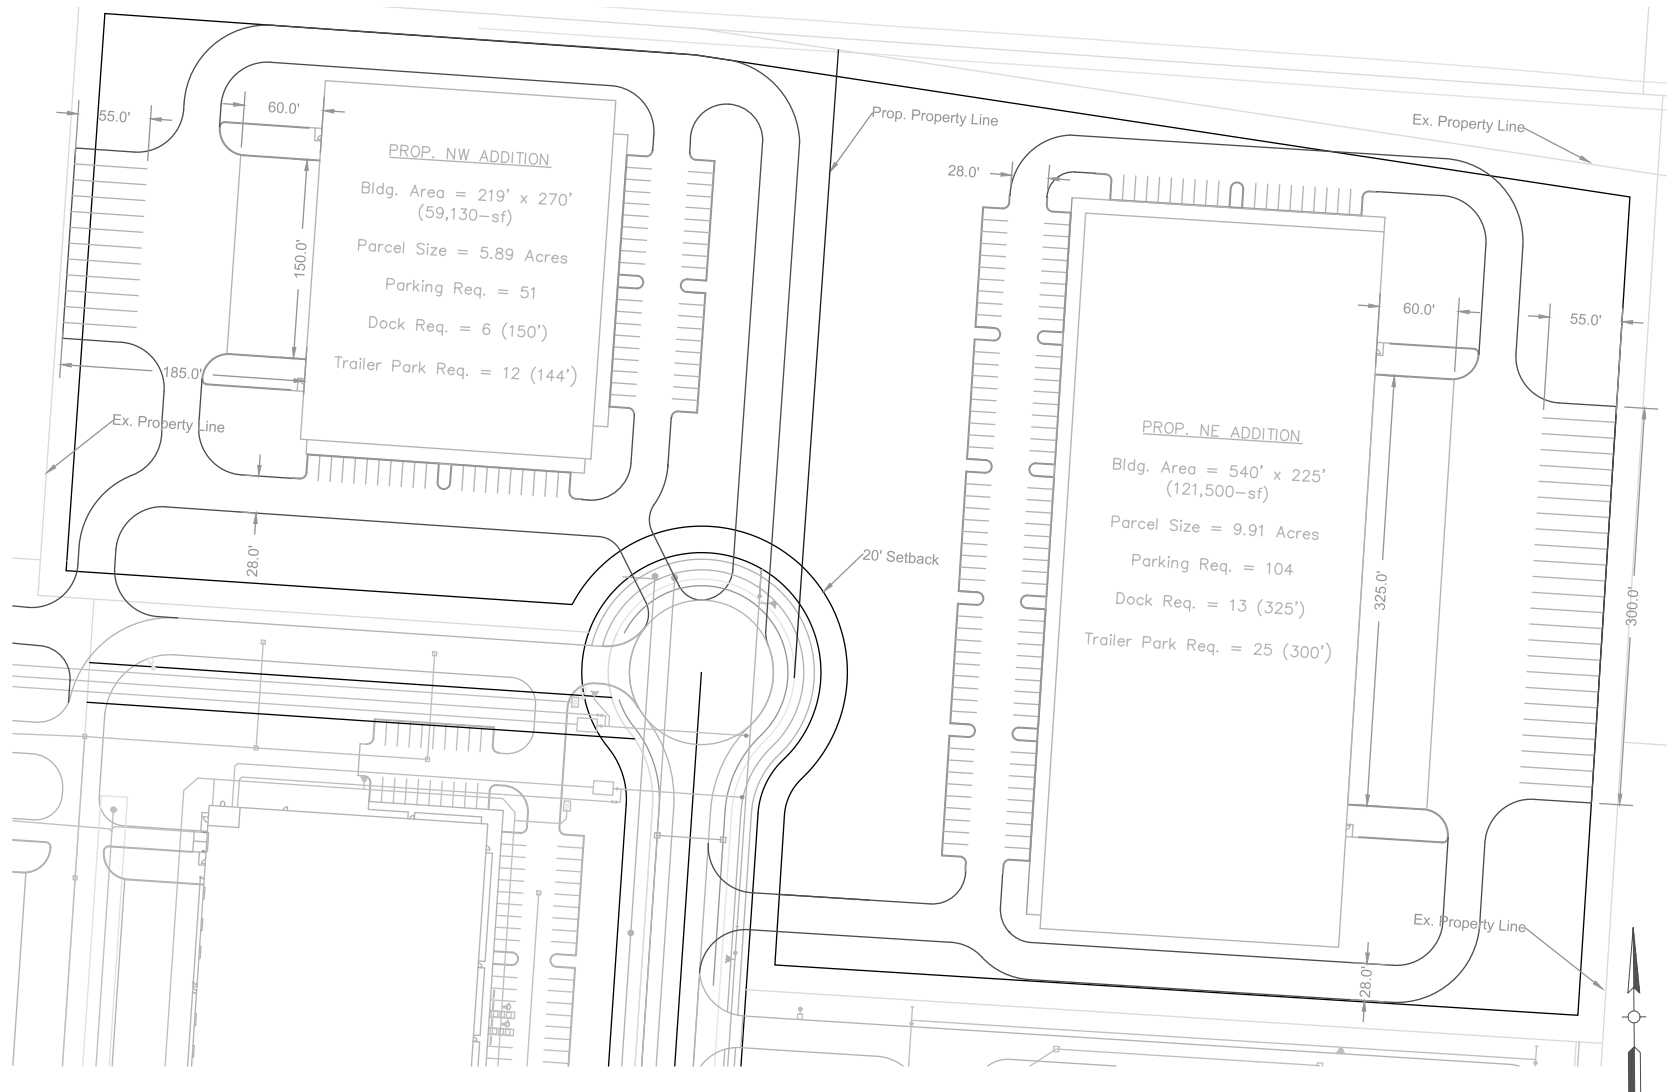 Prop. Property Line
Ex. Property Line
55.0'
60.0'
28.0'
PROP. NW ADDITION
Bldg. Area = 219' x 270'
(59,130-sf)
Parcel Size = 5.89 Acres
Parking Req. = 51
Dock Req. = 6 (150')
Trailer Park Req. = 12 (144')
150.0'
185.0'
Ex. Property Line
28.0'
20' Setback
60.0'
55.0'
PROP. NE ADDITION
Bldg. Area = 540' x 225'
(121,500-sf)
Parcel Size = 9.91 Acres
Parking Req. = 104
Dock Req. = 13 (325')
Trailer Park Req. = 25 (300')
325.0'
300.0'
Ex. Property Line
28.0'